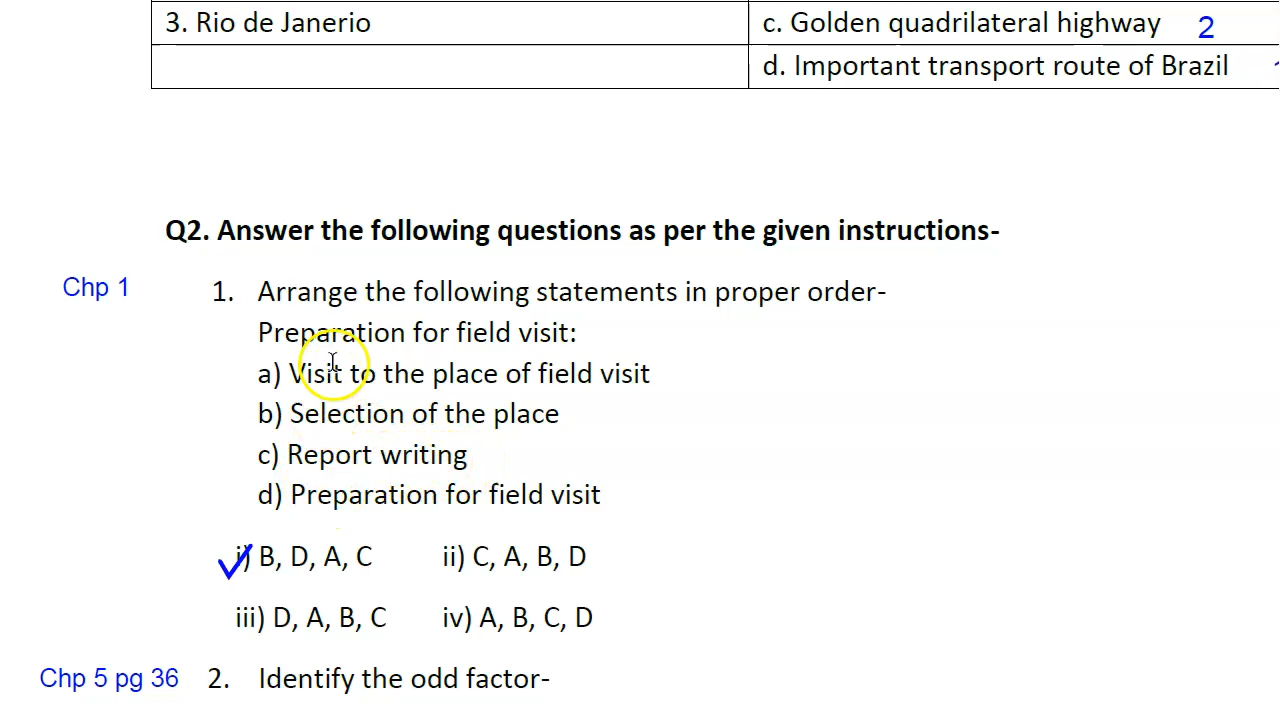 3. Rio de Janerio
c. Golden quadrilateral highway 2
d. Important transport route of Brazil
Q2. Answer the following questions as per the given instructions-
Chp 1 1. Arrange the following statements in proper order-
Preparation for field visit:
a) Visit to the place of field visit
b) Selection of the place
c) Report writing
d) Preparation for field visit
i) B, D, A, C ii) C, A, B, D
iii) D, A, B, C iv) A, B, C, D
Chp 5 pg 36 2. Identify the odd factor-